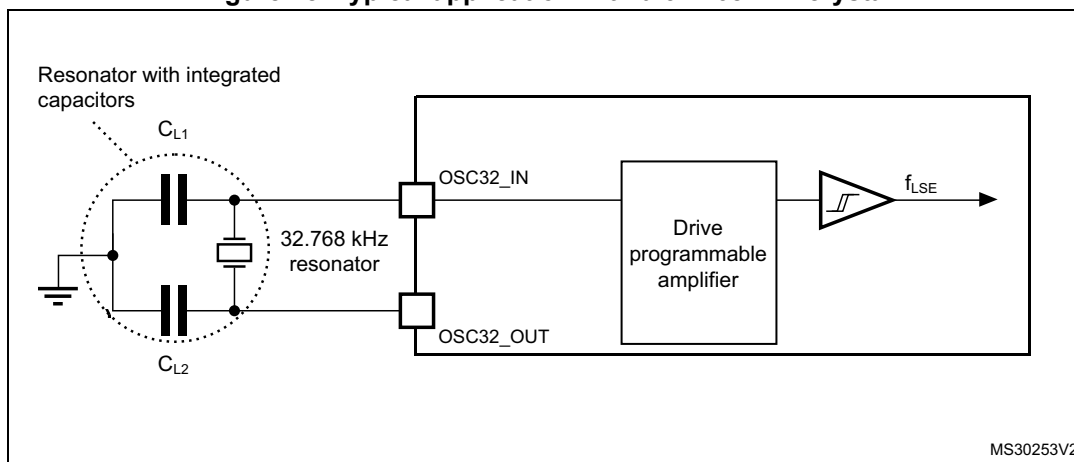 Resonator with integrated
capacitors
CL1
OSC32_IN
fLSE
32.768 kHz
resonator
Drive
programmable
amplifier
OSC32_OUT
CL2
MS30253V2